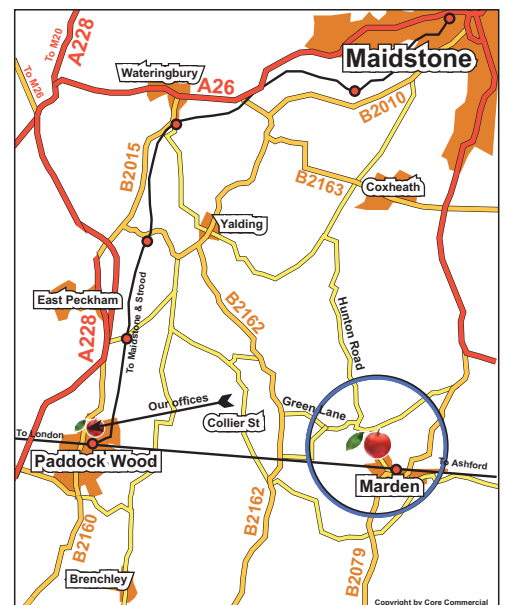 To M20
A228
Maidstone
Wateringbury
A26
To M26
B2010
B2015
B2163
Coxheath
Yalding
East Peckham
B2162
A228
To Maidstone & Strood
Hunton Road
Our offices
Green Lane
Collier St
To London
Paddock Wood
To Ashford
Marden
B2162
B2160
B2079
Brenchley
Copyright by Core Commercial